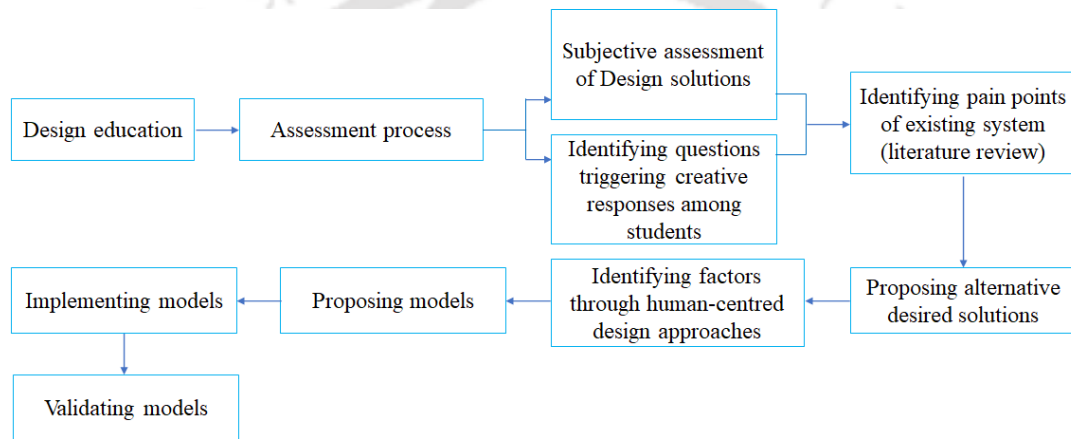 Design education
Assessment process
Subjective assessment
of Design solutions
Identifying questions
triggering creative
responses among
students
Identifying pain points
of existing system
(literature review)
Proposing alternative
desired solutions
Identifying factors
through human-centred
design approaches
Proposing models
Implementing models
Validating models